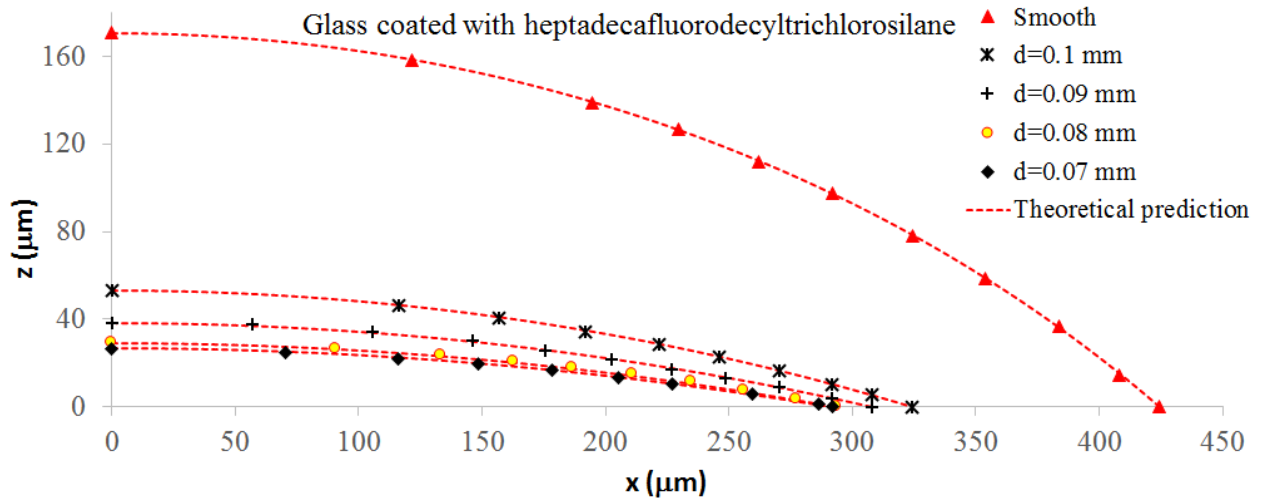 Glass coated with heptadecafluorodecyltrichlorosilane
Smooth
d=0.1 mm
d=0.09 mm
d=0.08 mm
d=0.07 mm
Theoretical prediction
z (μm)
160
120
80
40
0
0 50 100 150 200 250 300 350 400 450
x (μm)